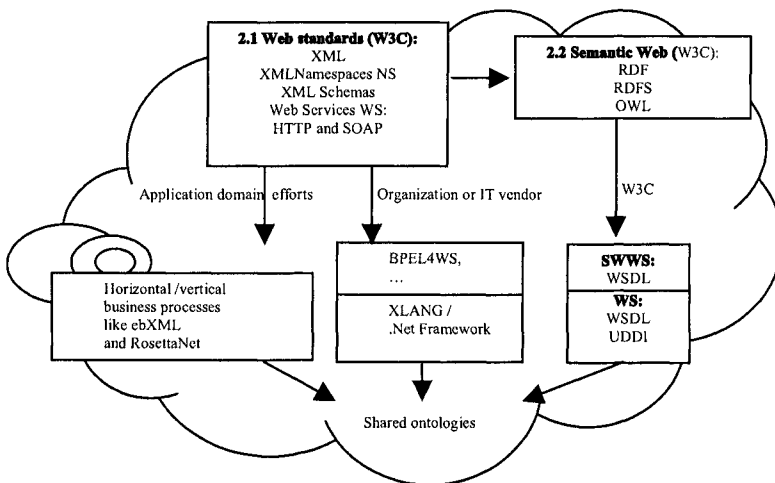 2.1 Web standards (W3C):
XML
XMLNamespaces NS
XML Schemas
Web Services WS:
HTTP and SOAP
2.2 Semantic Web (W3C):
RDF
RDFS
OWL
Application domain efforts
Organization or IT vendor
W3C
Horizontal /vertical
business processes
like ebXML
and RosettaNet
BPEL4WS,
...
XLANG /
.Net Framework
SWWS:
WSDL
WS:
WSDL
UDDI
Shared ontologies